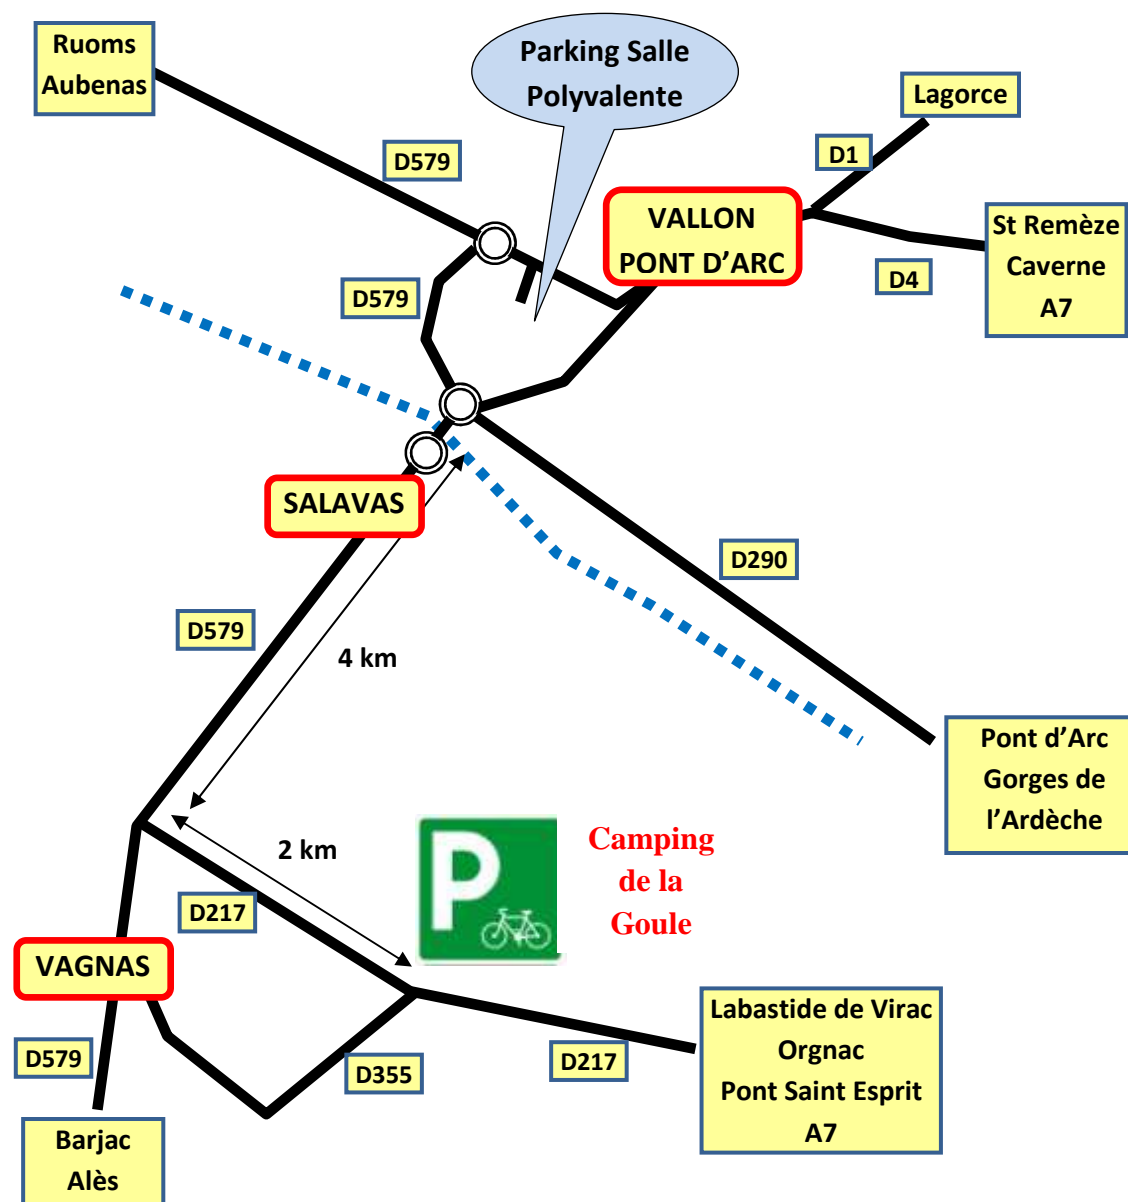 Ruoms
Aubenas
Parking Salle
Polyvalente
Lagorce
D1
D579
VALLON
PONT D’ARC
St Remèze
Caverne
A7
D4
D579
SALAVAS
D290
D579
4 km
Pont d’Arc
Gorges de
l’Ardèche
2 km
P
Camping
de la
Goule
D217
VAGNAS
Labastide de Virac
Orgnac
Pont Saint Esprit
A7
D579
D355
D217
Barjac
Alès